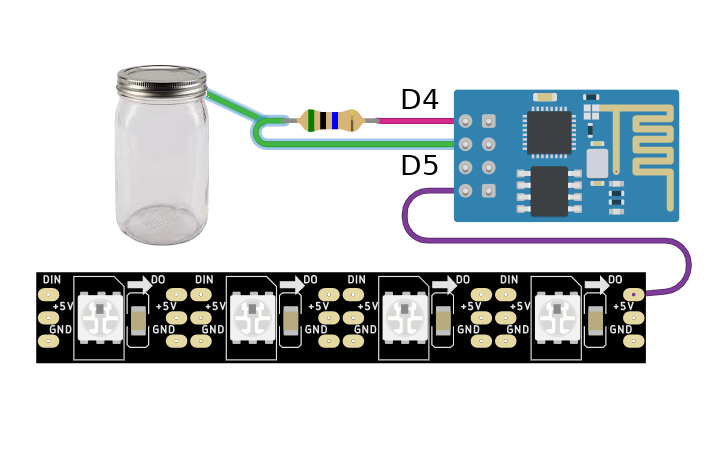 D4
D5
DIN DO DIN DO DIN DO DIN DO
+5V +5V +5V +5V +5V +5V +5V +5V
GND GND GND GND GND GND GND GND